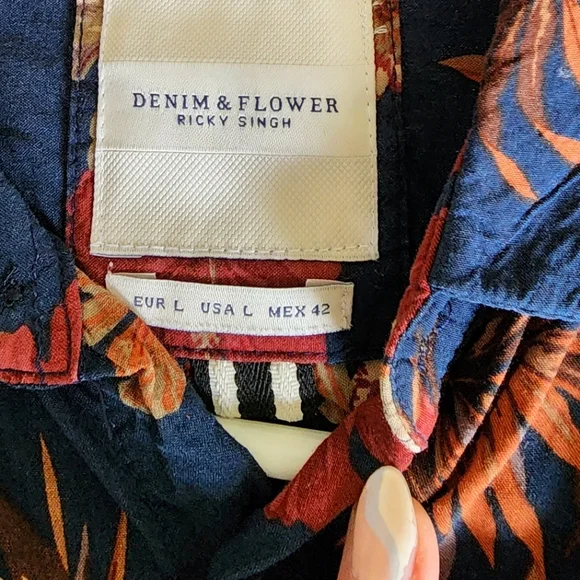 DENIM & FLOWER
RICKY SINGH
EUR L USA L MEX 42